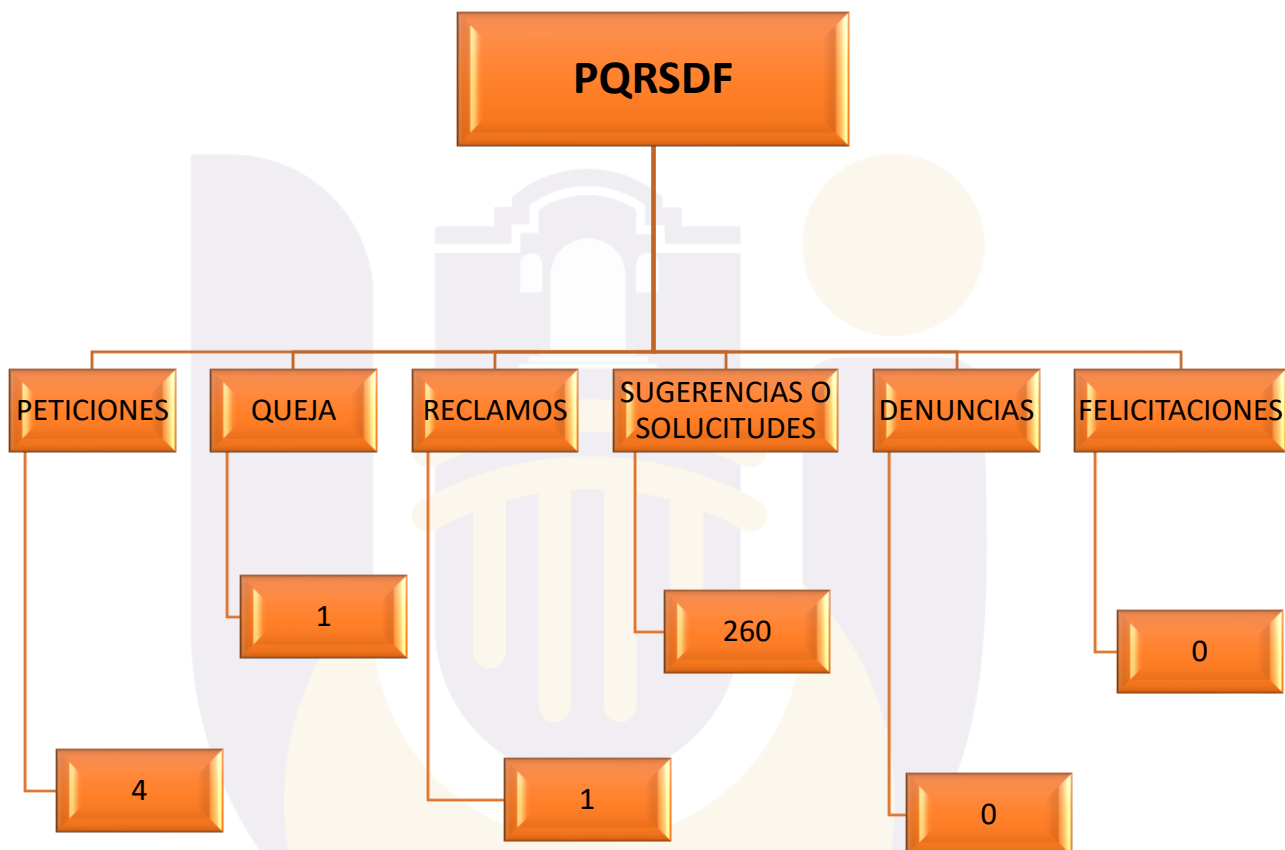 PQRSDF
PETICIONES
QUEJA
RECLAMOS
SUGERENCIAS O
SOLUCITUDES
DENUNCIAS
FELICITACIONES
1
260
0
4
1
0